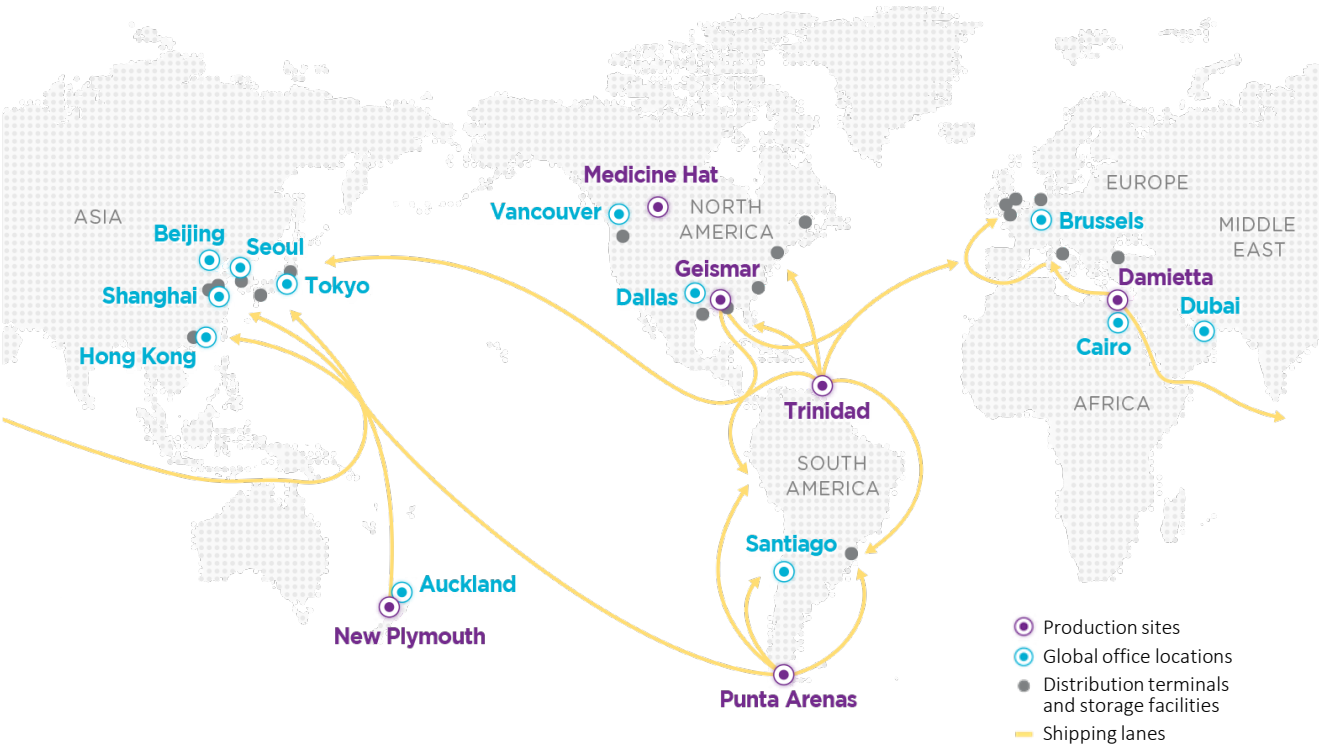 Medicine Hat
EUROPE
ASIA
Vancouver
NORTH
AMERICA
Brussels
MIDDLE
EAST
Beijing
Seoul
Geismar
Damietta
Shanghai
Tokyo
Dallas
Dubai
Hong Kong
Cairo
Trinidad
AFRICA
SOUTH
AMERICA
Santiago
Auckland
New Plymouth
Punta Arenas
Production sites
Global office locations
Distribution terminals
and storage facilities
Shipping lanes